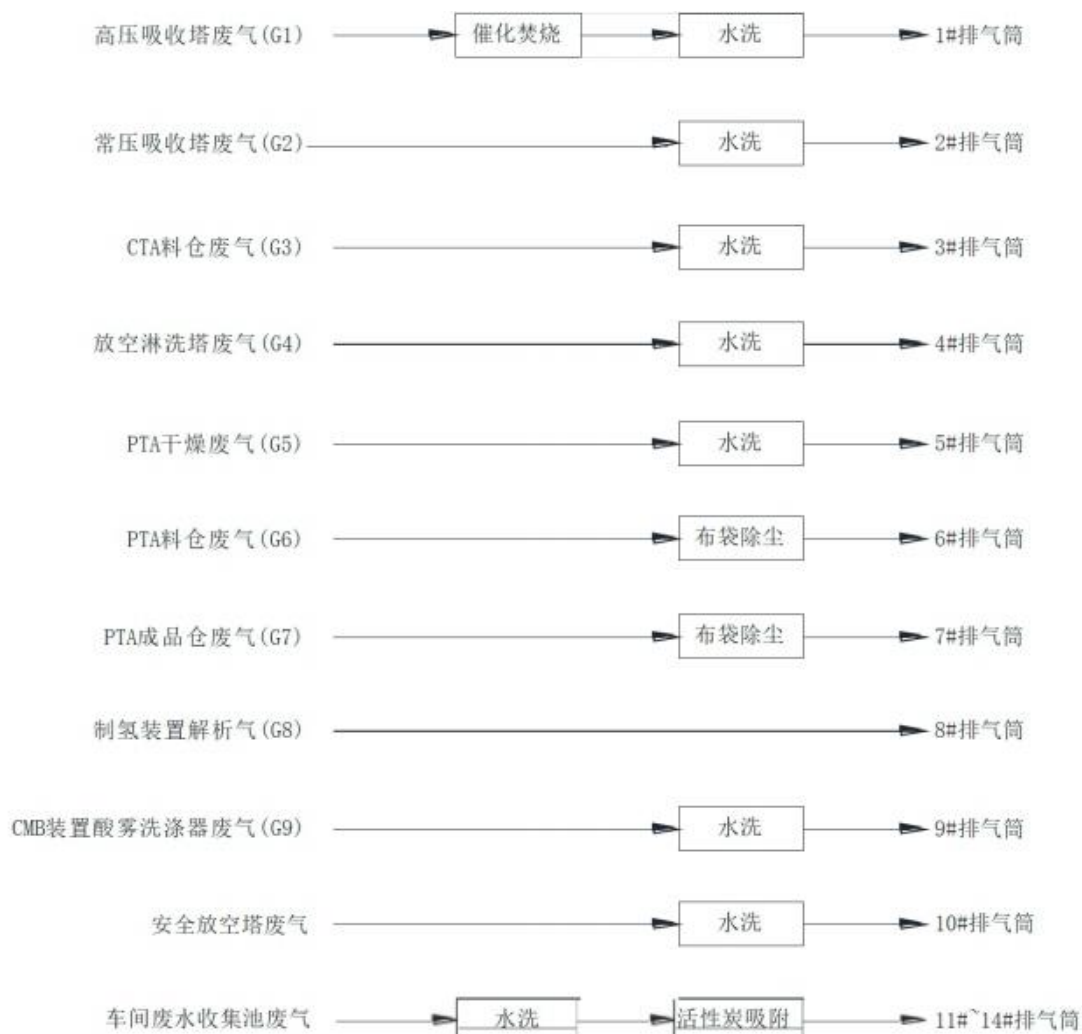 高压吸收塔废气(G1) 催化焚烧 水洗 1#排气筒
常压吸收塔废气(G2) 水洗 2#排气筒
CTA料仓废气(G3) 水洗 3#排气筒
放空淋洗塔废气(G4) 水洗 4#排气筒
PTA干燥废气(G5) 水洗 5#排气筒
PTA料仓废气(G6) 布袋除尘 6#排气筒
PTA成品仓废气(G7) 布袋除尘 7#排气筒
制氢装置解析气(G8) 8#排气筒
CMB装置酸雾洗涤器废气(G9) 水洗 9#排气筒
安全放空塔废气 水洗 10#排气筒
车间废水收集池废气 水洗 活性炭吸附 11#~14#排气筒